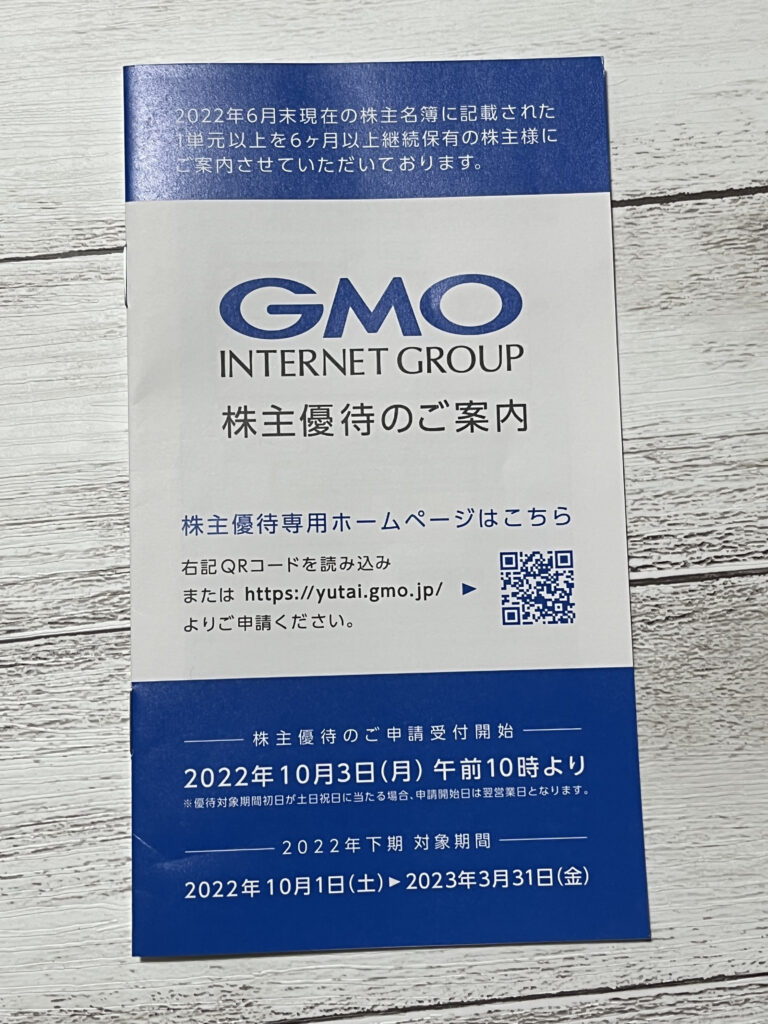 2022年6月末現在の株主名簿に記載された
1単元以上を6ヶ月以上継続保有の株主様に
ご案内させていただいております。
GMO
INTERNET GROUP
株主優待のご案内
株主優待専用ホームページはこちら
右記QRコードを読み込み
または https://yutai.gmo.jp/ ▶
よりご申請ください。
株主優待のご申請受付開始
2022年10月3日(月) 午前10時より
※優待対象期間初日が土日祝日に当たる場合、申請開始日は翌営業日となります。
2022年下期 対象期間
2022年10月1日(土)▶2023年3月31日(金)